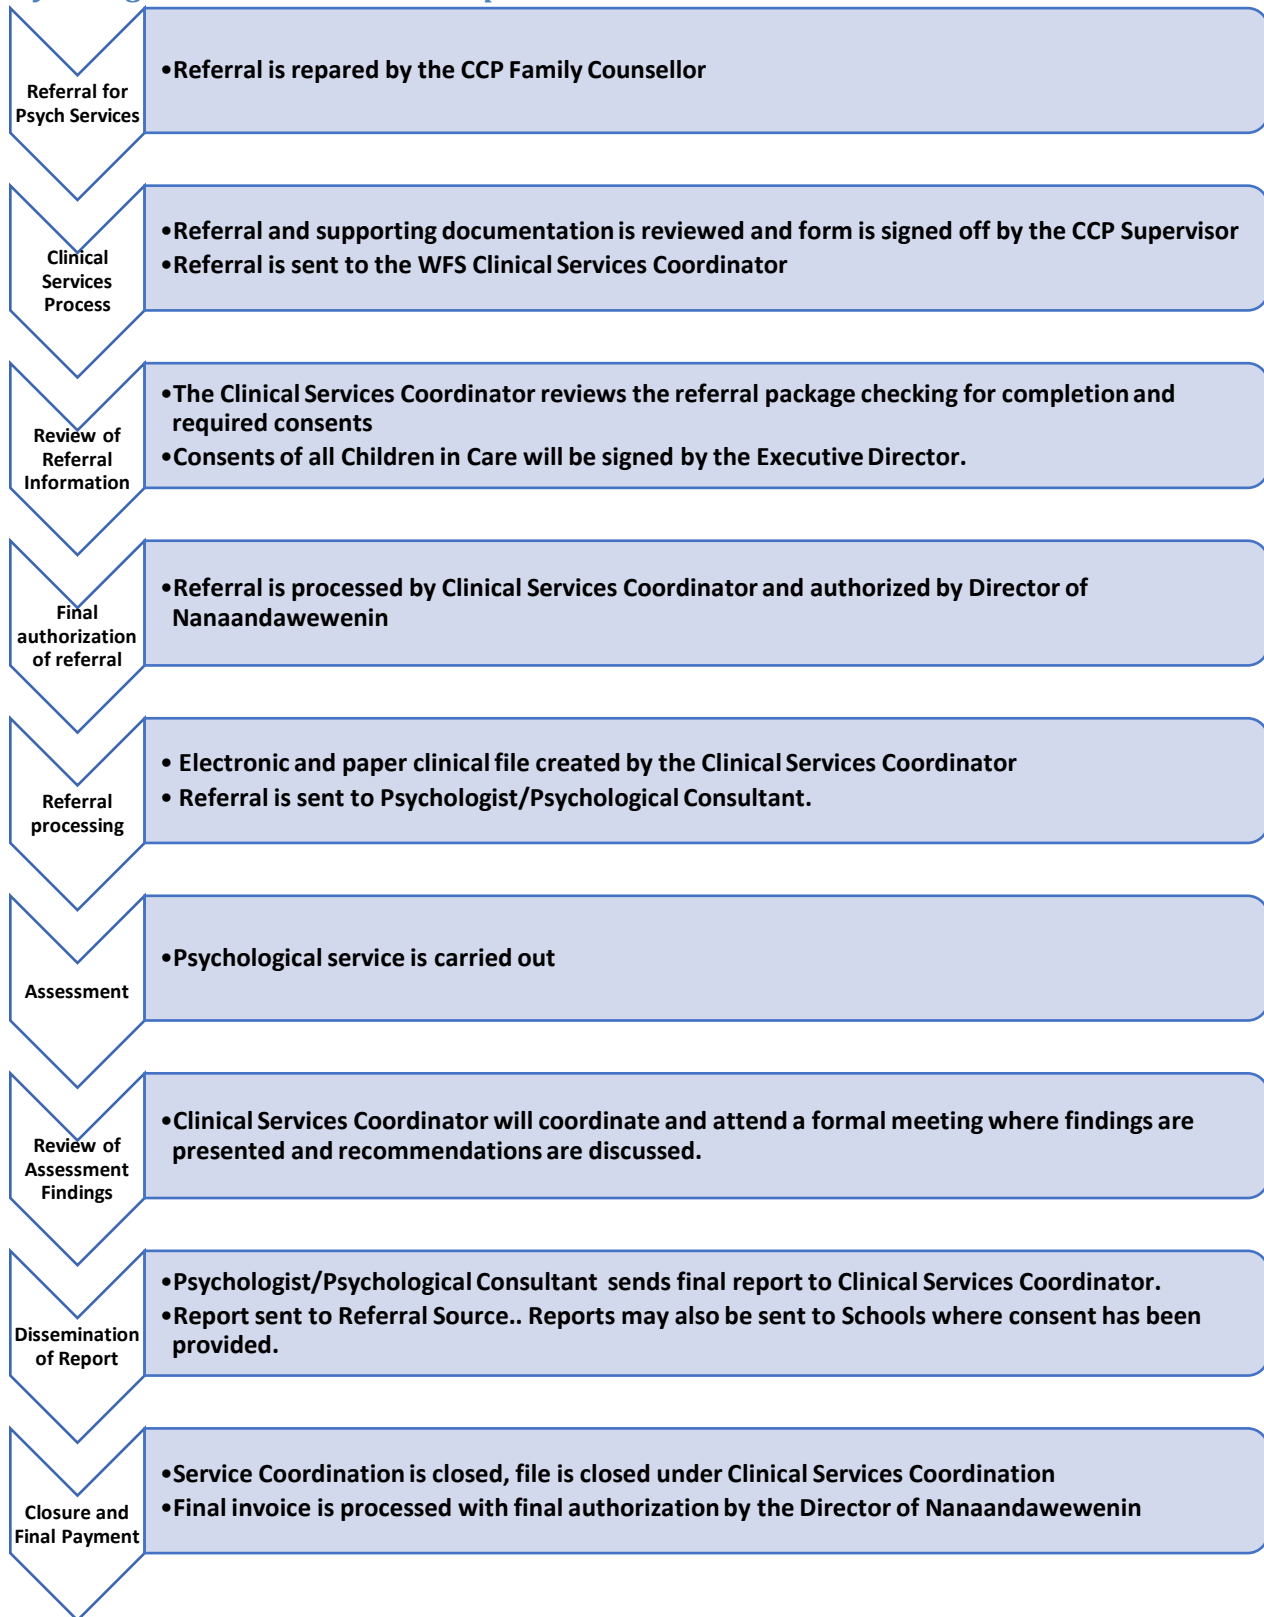 Referral for
Psych Services
•Referral is repared by the CCP Family Counsellor
Clinical
Services
Process
•Referral and supporting documentation is reviewed and form is signed off by the CCP Supervisor
•Referral is sent to the WFS Clinical Services Coordinator
Review of
Referral
Information
•The Clinical Services Coordinator reviews the referral package checking for completion and
required consents
•Consents of all Children in Care will be signed by the Executive Director.
Final
authorization
of referral
•Referral is processed by Clinical Services Coordinator and authorized by Director of
Nanaandawewenin
Referral
processing
• Electronic and paper clinical file created by the Clinical Services Coordinator
• Referral is sent to Psychologist/Psychological Consultant.
Assessment
•Psychological service is carried out
Review of
Assessment
Findings
•Clinical Services Coordinator will coordinate and attend a formal meeting where findings are
presented and recommendations are discussed.
Dissemination
of Report
•Psychologist/Psychological Consultant sends final report to Clinical Services Coordinator.
•Report sent to Referral Source.. Reports may also be sent to Schools where consent has been
provided.
Closure and
Final Payment
•Service Coordination is closed, file is closed under Clinical Services Coordination
•Final invoice is processed with final authorization by the Director of Nanaandawewenin